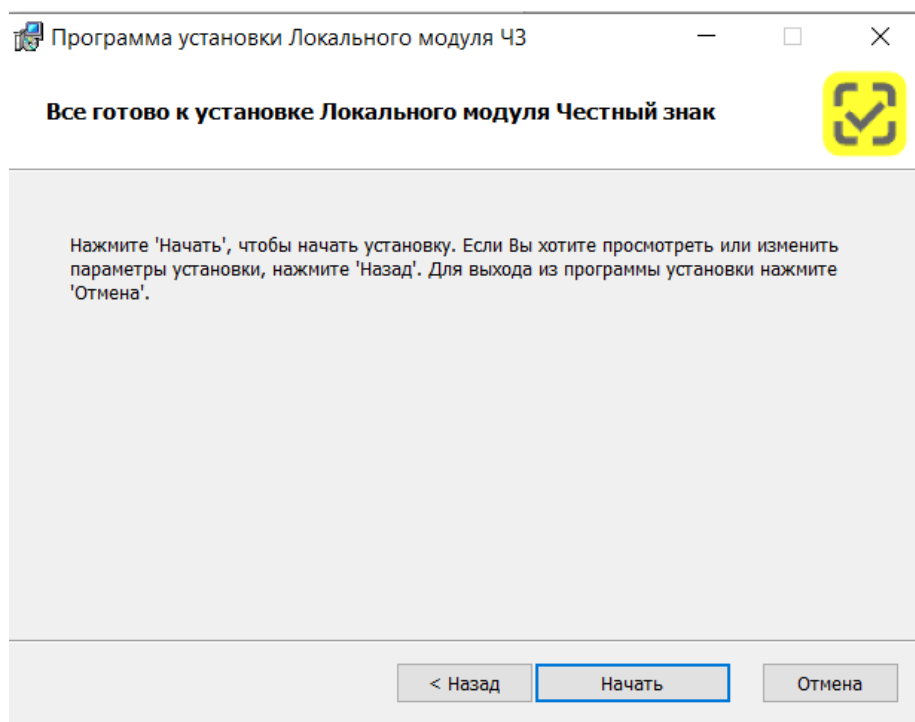 Программа установки Локального модуля ЧЗ
Все готово к установке Локального модуля Честный знак
Нажмите 'Начать', чтобы начать установку. Если Вы хотите просмотреть или изменить
параметры установки, нажмите 'Назад'. Для выхода из программы установки нажмите
'Отмена'.
< Назад
Начать
Отмена